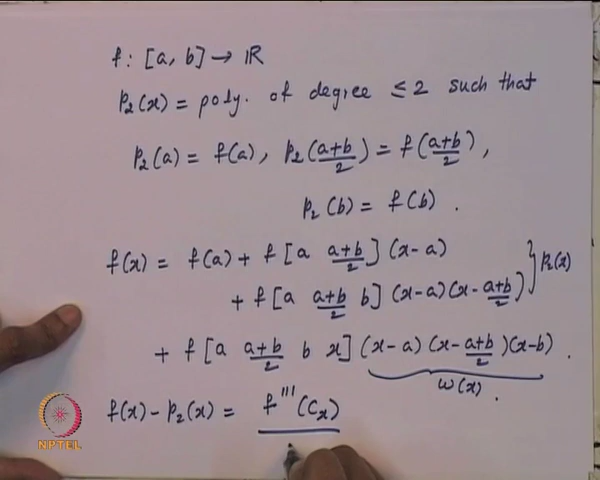 f : [a, b] → ℝ
p₂(x) = poly. of degree ≤ 2 such that
p₂(a) = f(a), p₂((a+b)/2) = f((a+b)/2),
p₂(b) = f(b) .
f(x) = f(a) + f [a (a+b)/2] (x-a)
+ f [a (a+b)/2 b] (x-a)(x-(a+b)/2) } p₂(x)
+ f [a (a+b)/2 b x] (x-a)(x-(a+b)/2)(x-b) .
w(x) .
f(x) - p₂(x) = f'''(cₓ)
NPTEL